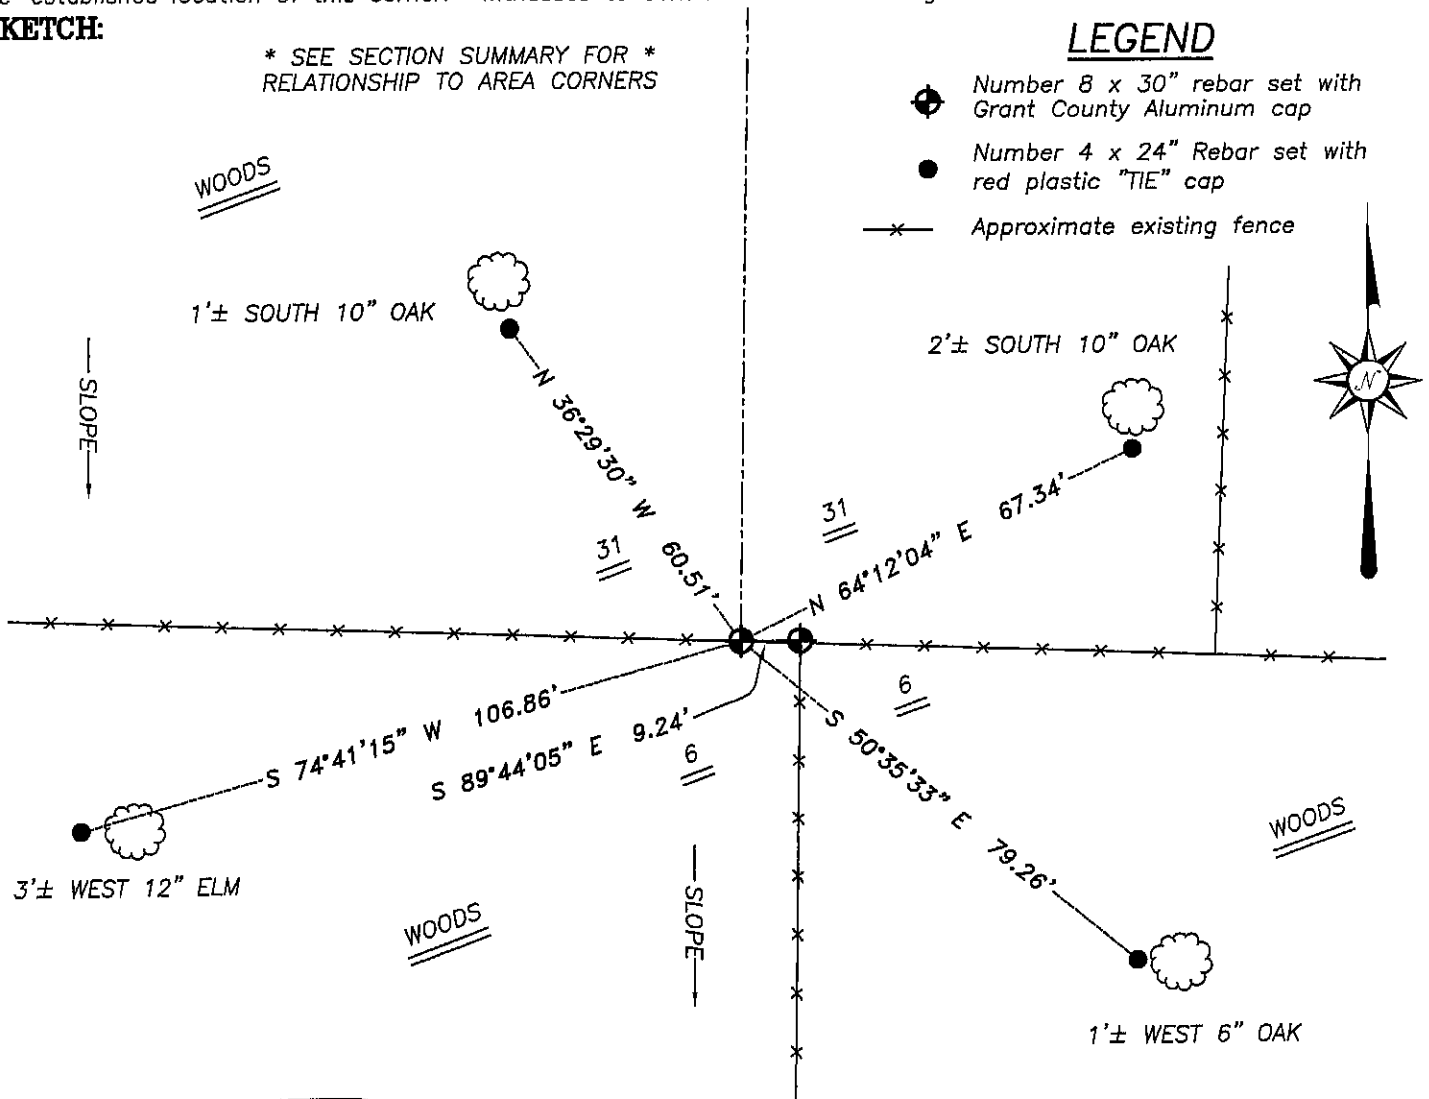 KETCH:
* SEE SECTION SUMMARY FOR *
RELATIONSHIP TO AREA CORNERS
LEGEND
Number 8 x 30" rebar set with
Grant County Aluminum cap
Number 4 x 24" Rebar set with
red plastic "TIE" cap
Approximate existing fence
WOODS
1'± SOUTH 10" OAK
2'± SOUTH 10" OAK
SLOPE
N
N 36°29'30" W 60.51'
31
31
N 64°12'04" E 67.34'
S 74°41'15" W 106.86'
S 89°44'05" E 9.24'
6
6
S 50°35'33" E 79.26'
WOODS
3'± WEST 12" ELM
WOODS
SLOPE
1'± WEST 6" OAK